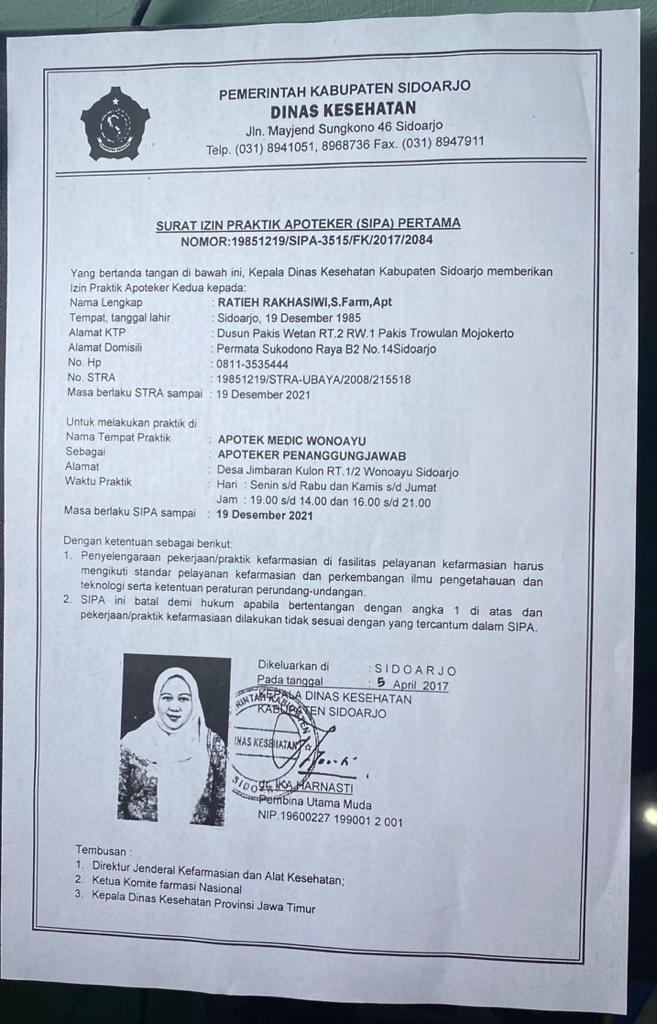 PEMERINTAH KABUPATEN SIDOARJO
DINAS KESEHATAN
Jln. Mayjend Sungkono 46 Sidoarjo
Telp. (031) 8941051, 8968736 Fax. (031) 8947911
SURAT IZIN PRAKTIK APOTEKER (SIPA) PERTAMA
NOMOR:19851219/SIPA-3515/FK/2017/2084
Yang bertanda tangan di bawah ini, Kepala Dinas Kesehatan Kabupaten Sidoarjo memberikan
Izin Praktik Apoteker Kedua kepada:
Nama Lengkap : RATIEH RAKHASIWI,S.Farm,Apt
Tempat, tanggal lahir : Sidoarjo, 19 Desember 1985
Alamat KTP : Dusun Pakis Wetan RT.2 RW.1 Pakis Trowulan Mojokerto
Alamat Domisili : Permata Sukodono Raya B2 No.14Sidoarjo
No. Hp : 0811-3535444
No. STRA : 19851219/STRA-UBAYA/2008/215518
Masa berlaku STRA sampai : 19 Desember 2021
Untuk melakukan praktik di
Nama Tempat Praktik : APOTEK MEDIC WONOAYU
Sebagai : APOTEKER PENANGGUNGJAWAB
Alamat : Desa Jimbaran Kulon RT.1/2 Wonoayu Sidoarjo
Waktu Praktik : Hari : Senin s/d Rabu dan Kamis s/d Jumat
Jam : 19.00 s/d 14.00 dan 16.00 s/d 21.00
Masa berlaku SIPA sampai : 19 Desember 2021
Dengan ketentuan sebagai berikut:
1. Penyelengaraan pekerjaan/praktik kefarmasian di fasilitas pelayanan kefarmasian harus
mengikuti standar pelayanan kefarmasian dan perkembangan ilmu pengetahauan dan
teknologi serta ketentuan peraturan perundang-undangan.
2. SIPA ini batal demi hukum apabila bertentangan dengan angka 1 di atas dan
pekerjaan/praktik kefarmasiaan dilakukan tidak sesuai dengan yang tercantum dalam SIPA.
Dikeluarkan di : SIDOARJO
Pada tanggal : 5 April 2017
KEPALA DINAS KESEHATAN
KABUPATEN SIDOARJO
DINAS KESEHATAN
dr. IKA HARNASTI
Pembina Utama Muda
NIP.19600227 199001 2 001
Tembusan :
1. Direktur Jenderal Kefarmasian dan Alat Kesehatan;
2. Ketua Komite farmasi Nasional
3. Kepala Dinas Kesehatan Provinsi Jawa Timur